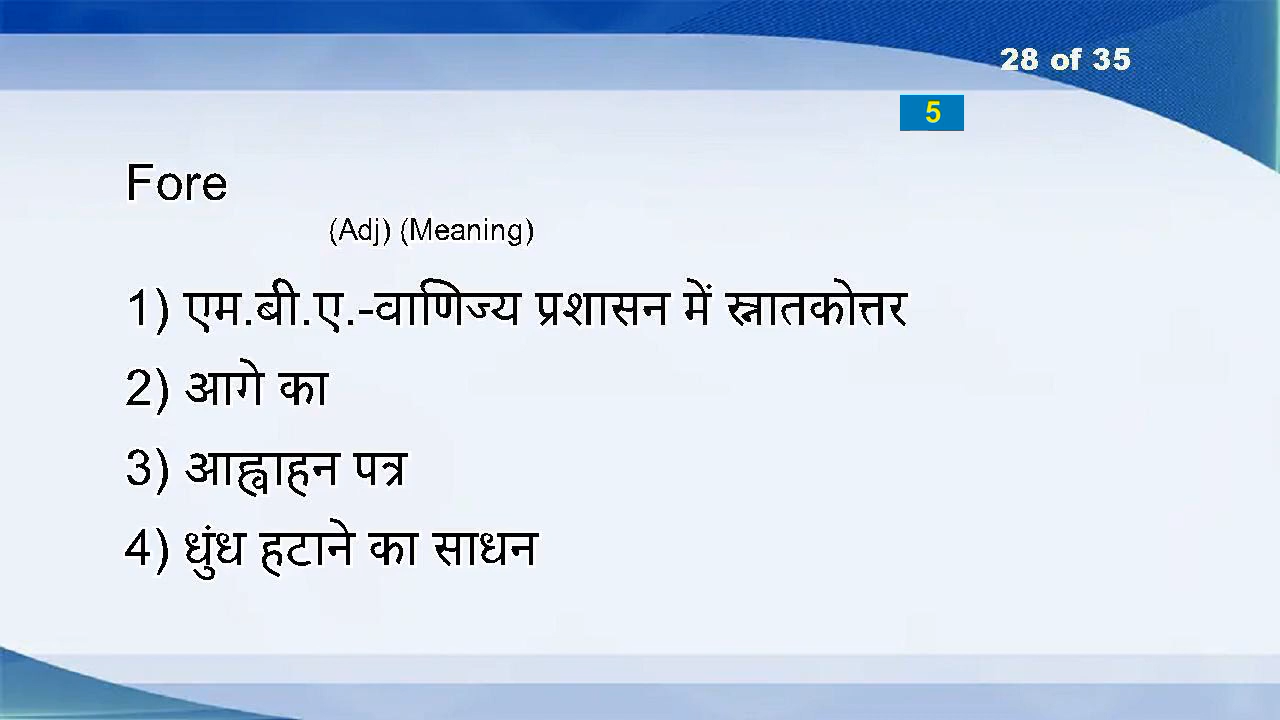 28 of 35
5
Fore
(Adj) (Meaning)
1) एम.बी.ए.-वाणिज्य प्रशासन में स्नातकोत्तर
2) आगे का
3) आह्वाहन पत्र
4) धुंध हटाने का साधन